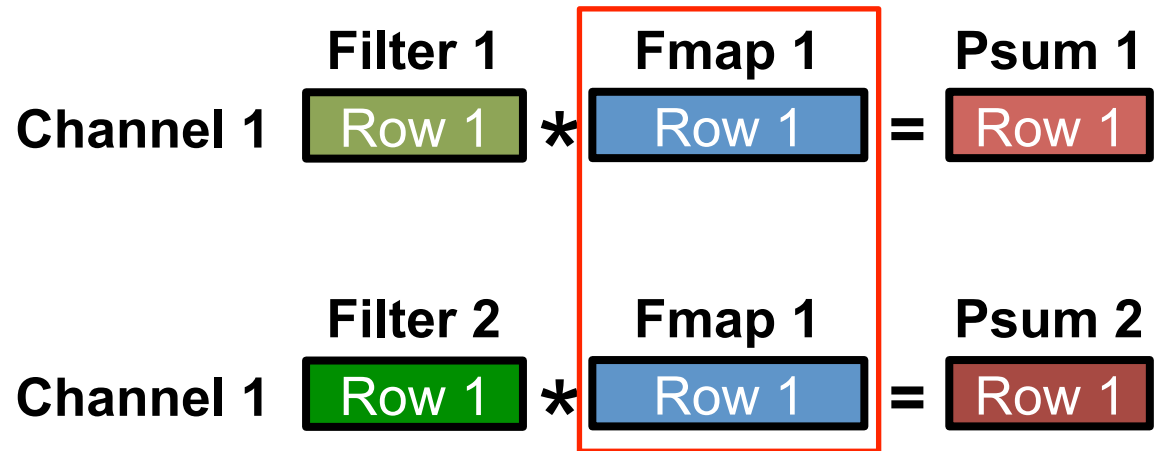 Filter 1 Fmap 1 Psum 1
Channel 1 Row 1 * Row 1 = Row 1
Filter 2 Fmap 1 Psum 2
Channel 1 Row 1 * Row 1 = Row 1